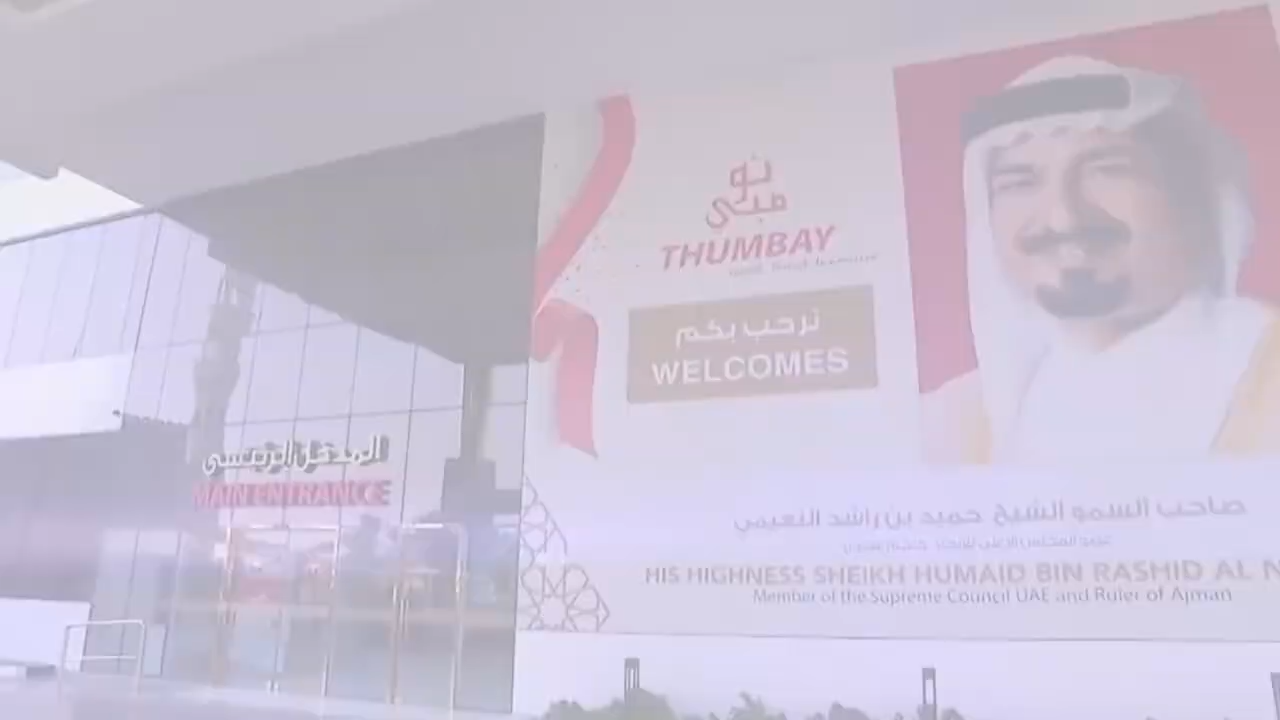 المدخل الرئيسي
MAIN ENTRANCE
ثومبي
THUMBAY
نرحب بكم
WELCOMES
صاحب السمو الشيخ حميد بن راشد النعيمي
HIS HIGHNESS SHEIKH HUMAID BIN RASHID AL N
Member of the Supreme Council UAE and Ruler of Ajman